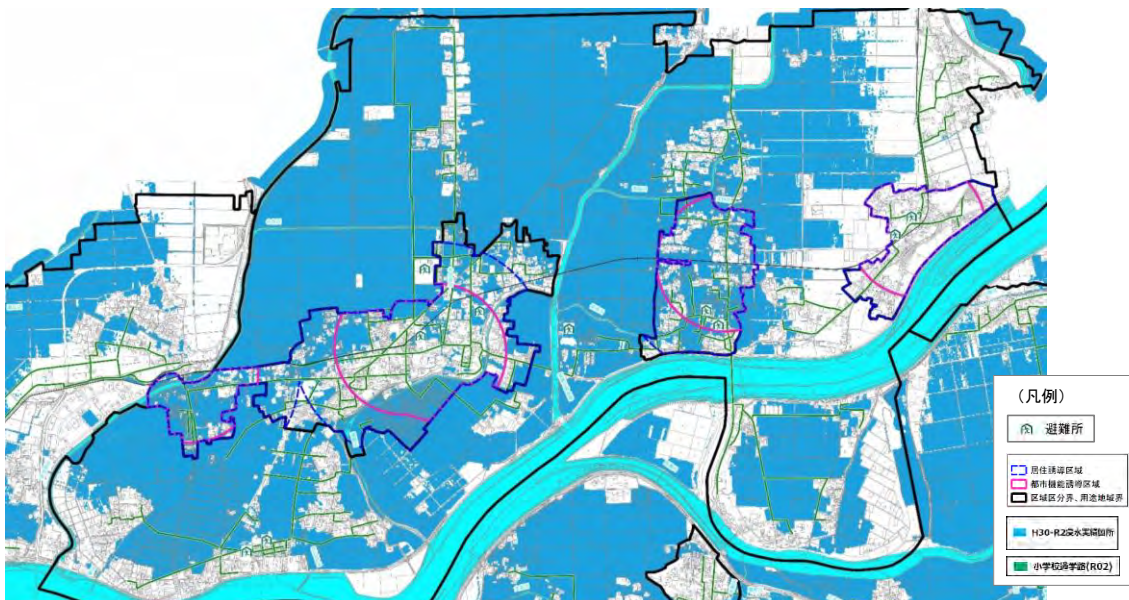 (凡例)
避難所
居住誘導区域
都市機能誘導区域
区域区分界、用途地域界
H30-R2浸水実績箇所
小学校通学路(R02)